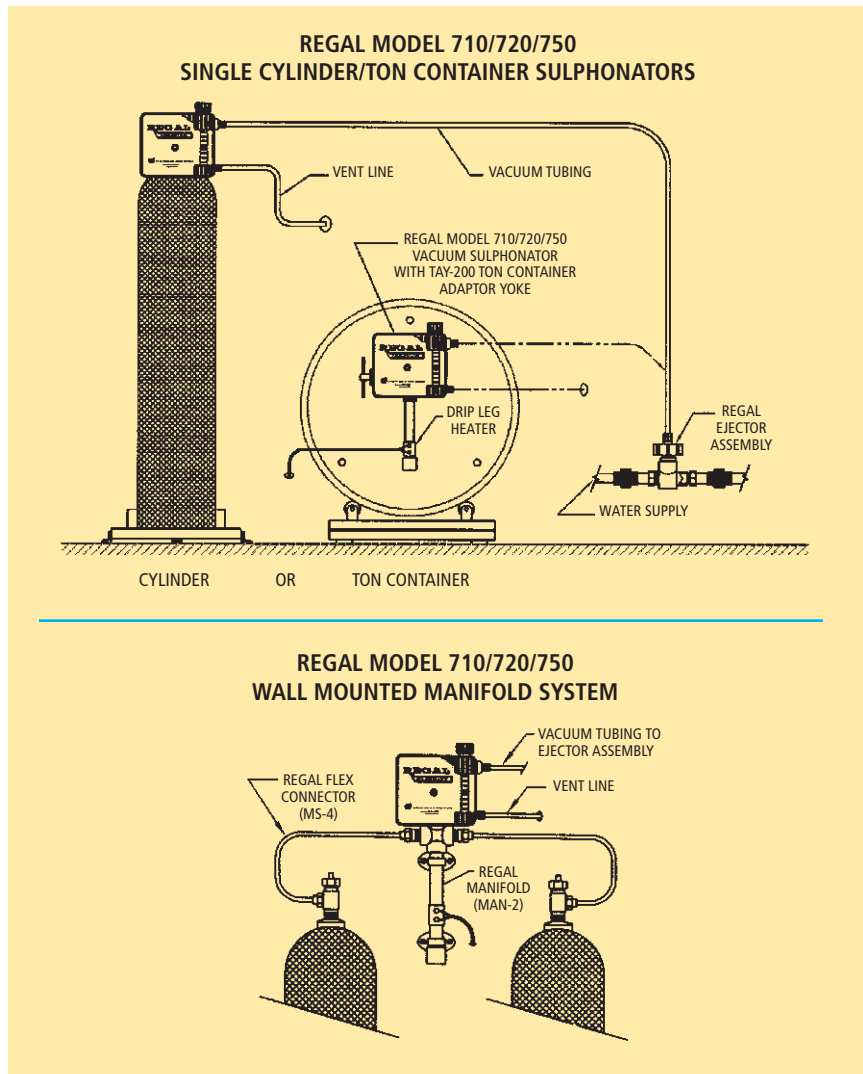 REGAL MODEL 710/720/750
SINGLE CYLINDER/TON CONTAINER SULPHONATORS
REGAL
VENT LINE
VACUUM TUBING
REGAL MODEL 710/720/750
VACUUM SULPHONATOR
WITH TAY-200 TON CONTAINER
ADAPTOR YOKE
REGAL
DRIP LEG
HEATER
REGAL
EJECTOR
ASSEMBLY
WATER SUPPLY
CYLINDER
OR
TON CONTAINER
REGAL MODEL 710/720/750
WALL MOUNTED MANIFOLD SYSTEM
VACUUM TUBING TO
EJECTOR ASSEMBLY
REGAL FLEX
CONNECTOR
(MS-4)
REGAL
VENT LINE
REGAL
MANIFOLD
(MAN-2)